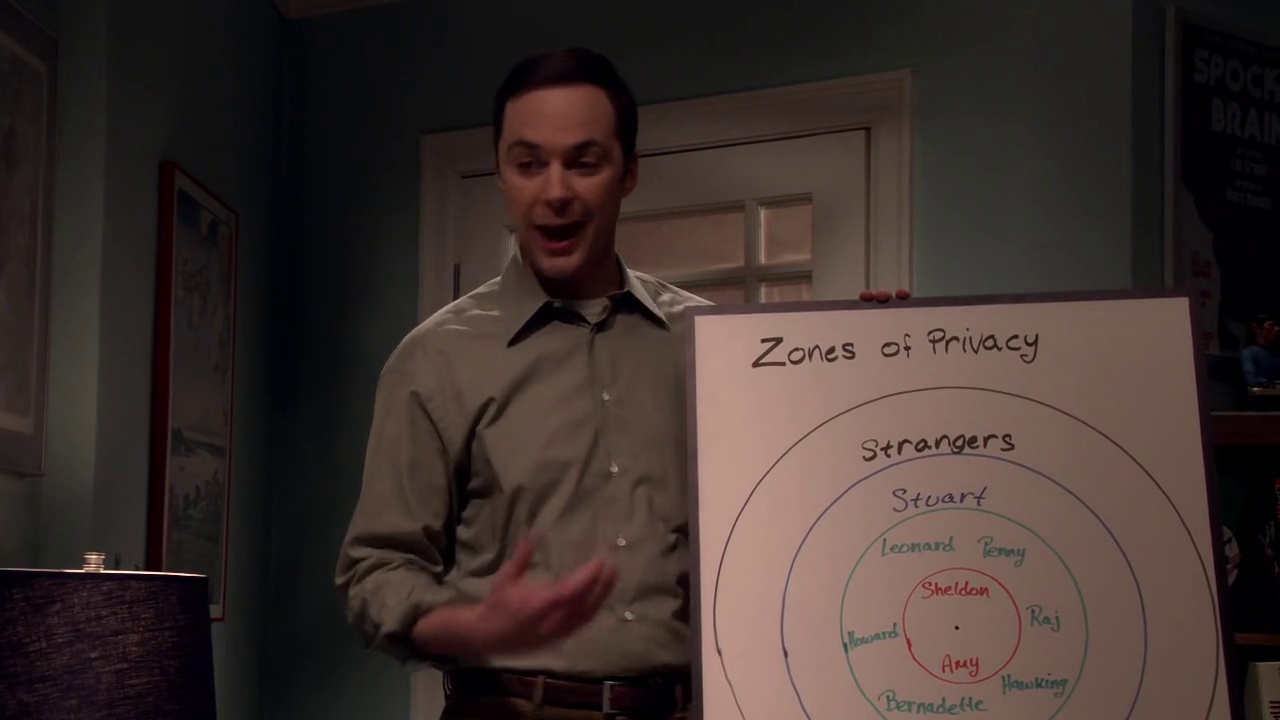 SPOCK
BRAIN
Zones of Privacy
Strangers
Stuart
Leonard Penny
Sheldon
Raj
Howard
Amy
Hawking
Bernadette